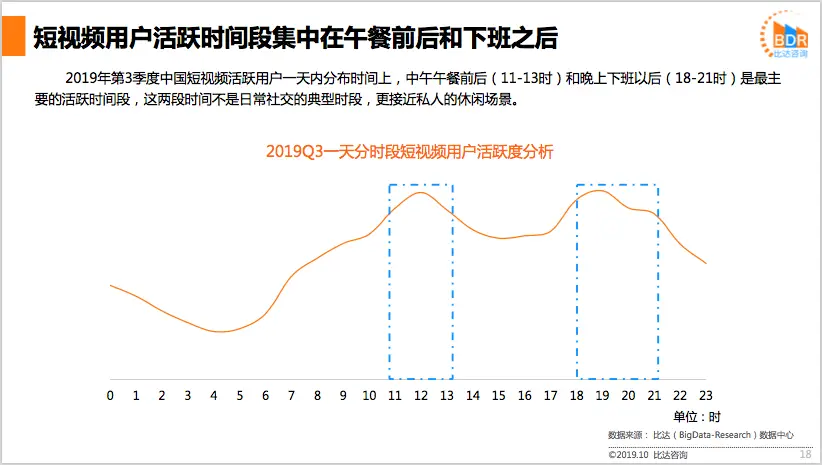 短视频用户活跃时间段集中在午餐前后和下班之后
BDR
比达咨询
2019年第3季度中国短视频活跃用户一天内分布时间上，中午午餐前后（11-13时）和晚上下班以后（18-21时）是最主
要的活跃时间段，这两段时间不是日常社交的典型时段，更接近私人的休闲场景。
2019Q3一天分时段短视频用户活跃度分析
0 1 2 3 4 5 6 7 8 9 10 11 12 13 14 15 16 17 18 19 20 21 22 23
单位：时
数据来源： 比达（BigData-Research）数据中心
©2019.10 比达咨询
18